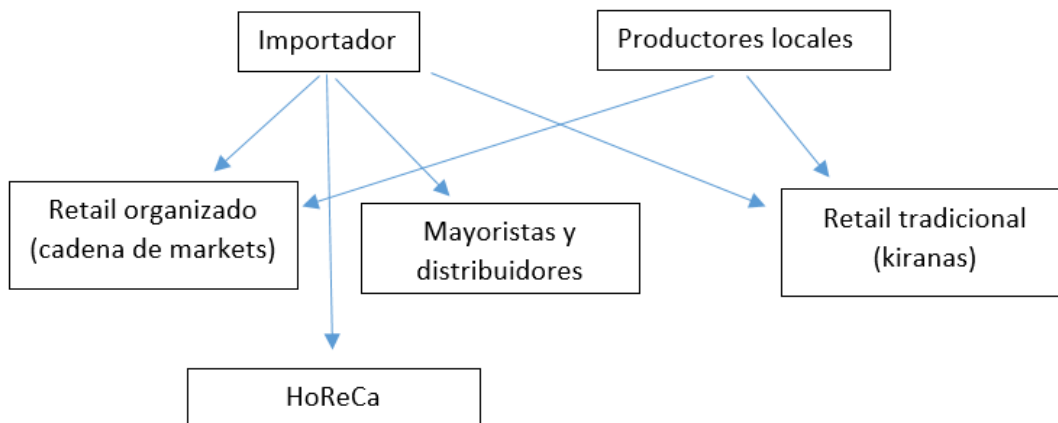 Importador
Productores locales
Retail organizado
(cadena de markets)
Mayoristas y
distribuidores
Retail tradicional
(kiranas)
HoReCa